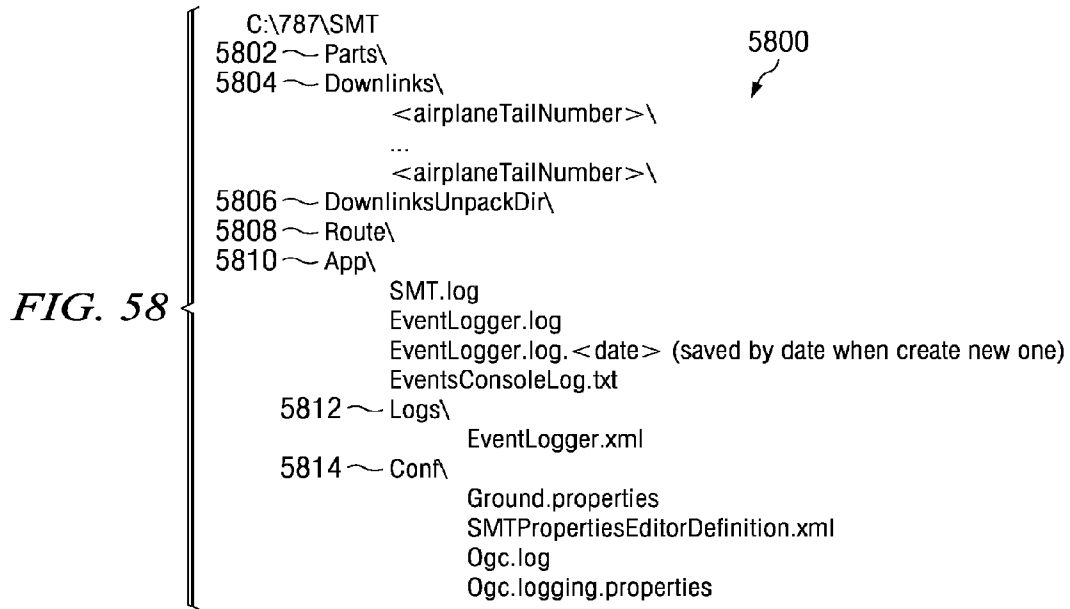 C:\787\SMT
5802 Parts\
5800
5804 Downlinks\
<airplaneTailNumber>\
...
<airplaneTailNumber>\
5806 DownlinksUnpackDir\
5808 Route\
5810 App\
SMT.log
FIG. 58
EventLogger.log
EventLogger.log.<date> (saved by date when create new one)
EventsConsoleLog.txt
5812 Logs\
EventLogger.xml
5814 Conf\
Ground.properties
SMTPropertiesEditorDefinition.xml
Ogc.log
Ogc.logging.properties